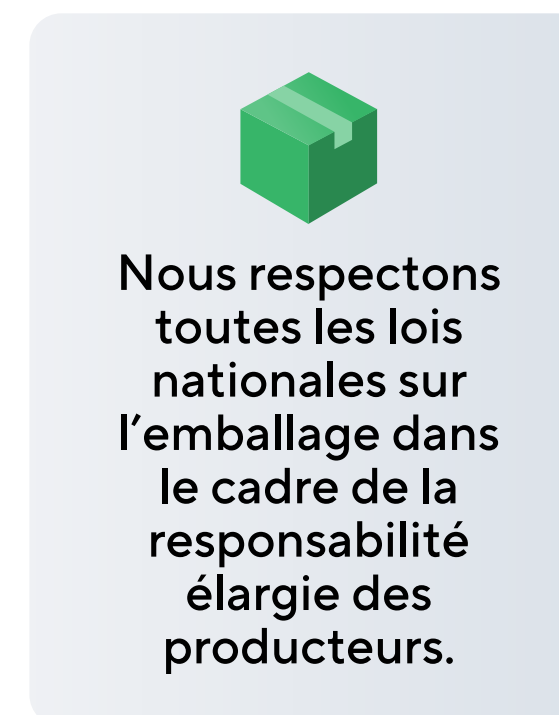 Nous respectons
toutes les lois
nationales sur
l’emballage dans
le cadre de la
responsabilité
élargie des
producteurs.